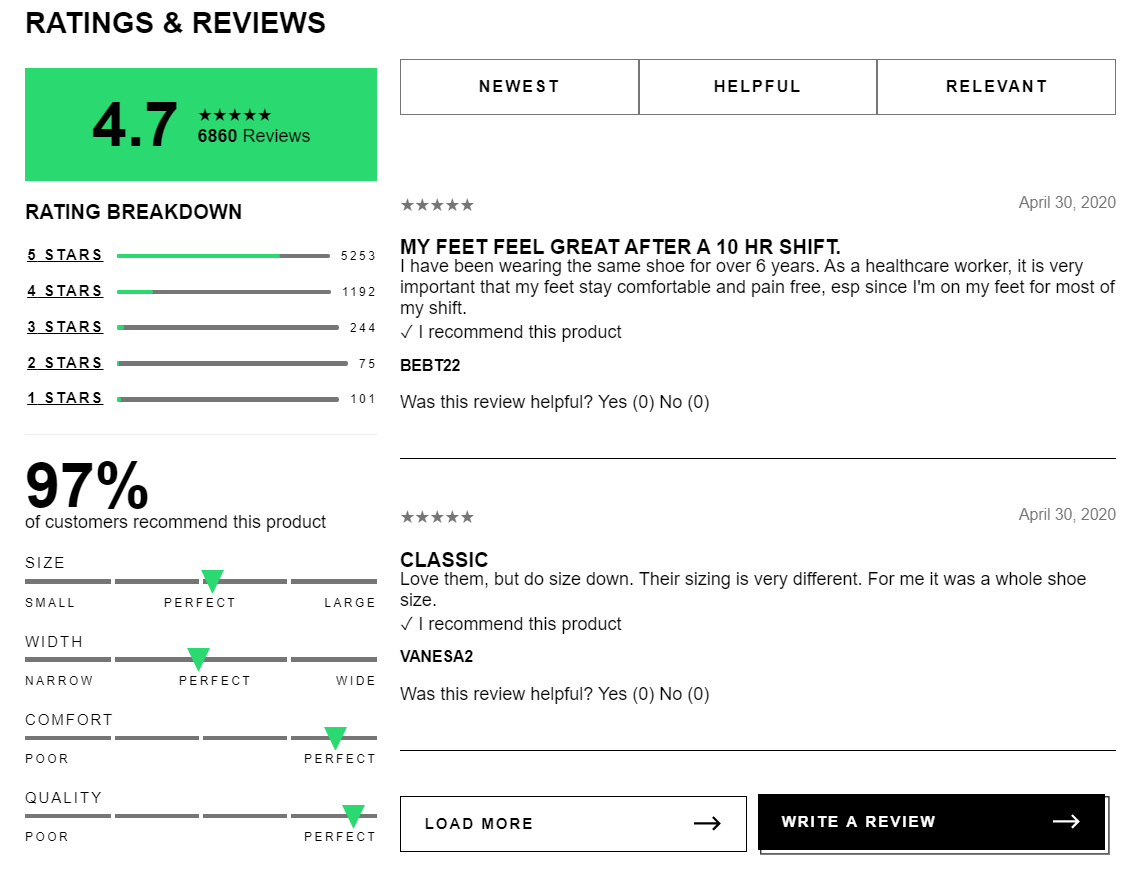 RATINGS & REVIEWS
4.7
★★★★★
6860 Reviews
RATING BREAKDOWN
5 STARS 5253
4 STARS 1192
3 STARS 244
2 STARS 75
1 STARS 101
97%
of customers recommend this product
SIZE
SMALL PERFECT LARGE
WIDTH
NARROW PERFECT WIDE
COMFORT
POOR PERFECT
QUALITY
POOR PERFECT
NEWEST HELPFUL RELEVANT
★★★★★ April 30, 2020
MY FEET FEEL GREAT AFTER A 10 HR SHIFT.
I have been wearing the same shoe for over 6 years. As a healthcare worker, it is very
important that my feet stay comfortable and pain free, esp since I'm on my feet for most of
my shift.
✓ I recommend this product
BEBT22
Was this review helpful? Yes (0) No (0)
★★★★★ April 30, 2020
CLASSIC
Love them, but do size down. Their sizing is very different. For me it was a whole shoe
size.
✓ I recommend this product
VANESA2
Was this review helpful? Yes (0) No (0)
LOAD MORE →
WRITE A REVIEW →